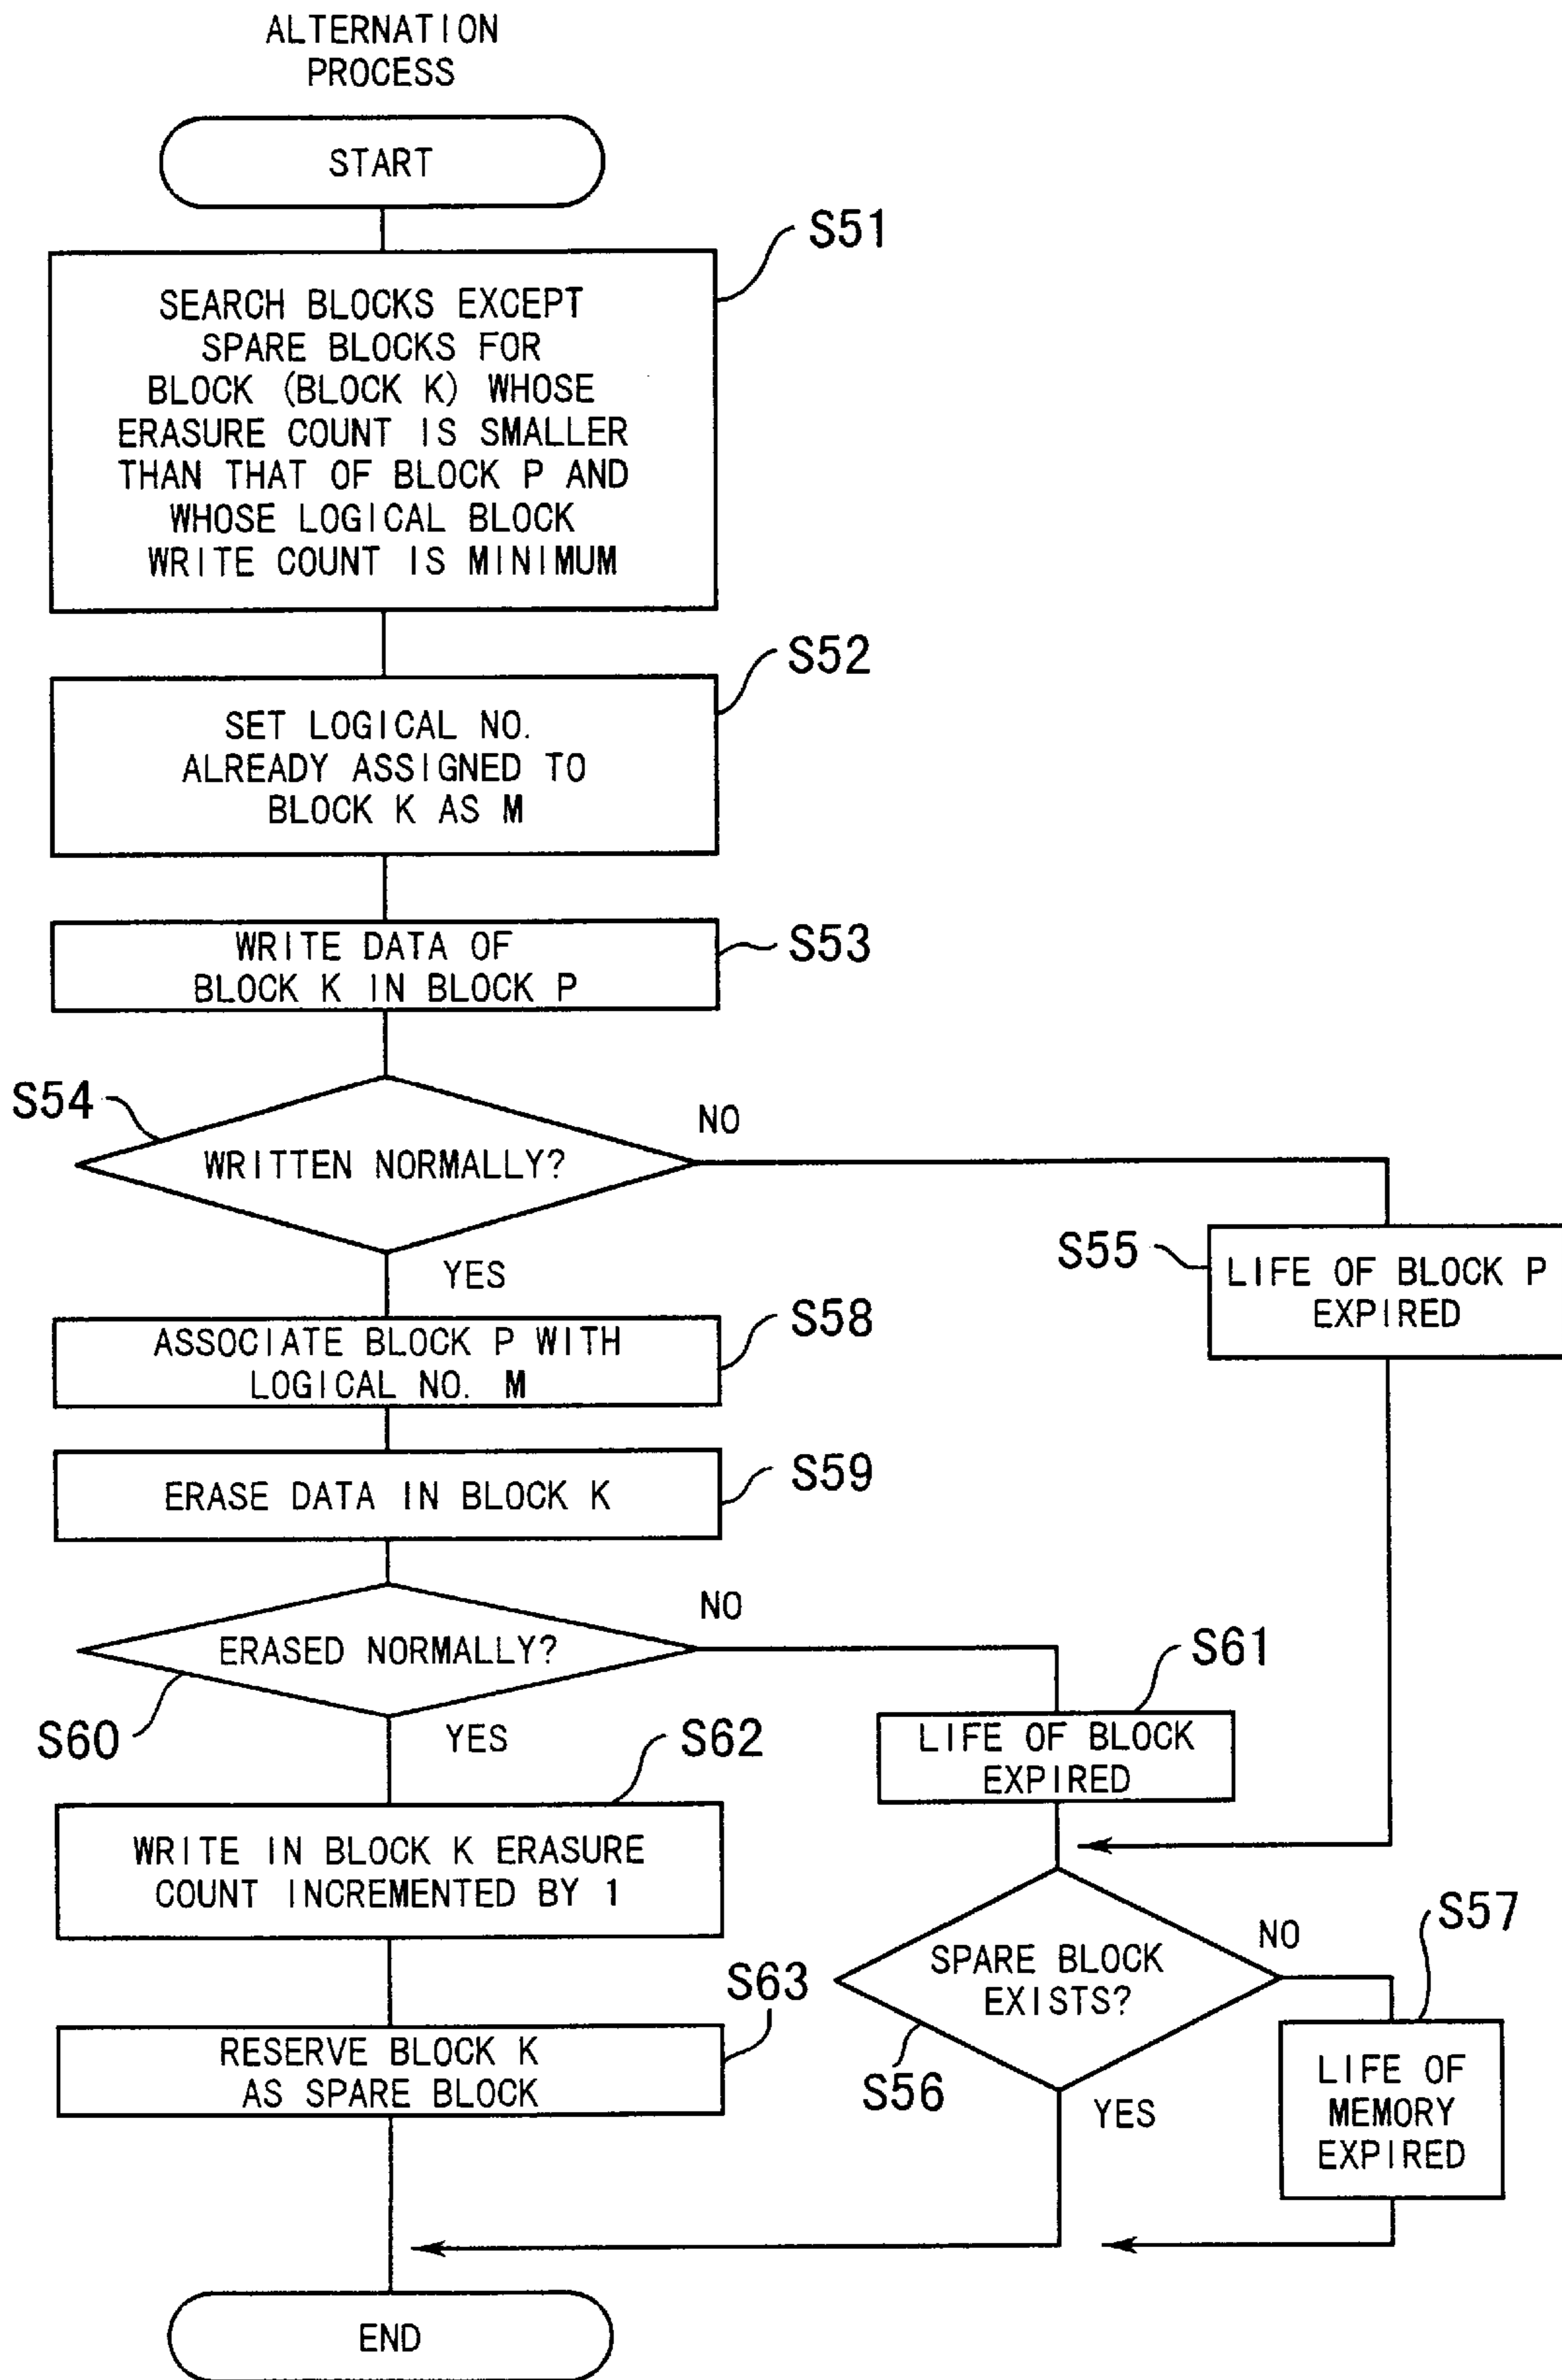 ALTERNATION
PROCESS
START
S51
SEARCH BLOCKS EXCEPT
SPARE BLOCKS FOR
BLOCK (BLOCK K) WHOSE
ERASURE COUNT IS SMALLER
THAN THAT OF BLOCK P AND
WHOSE LOGICAL BLOCK
WRITE COUNT IS MINIMUM
S52
SET LOGICAL NO.
ALREADY ASSIGNED TO
BLOCK K AS M
S53
WRITE DATA OF
BLOCK K IN BLOCK P
S54
WRITTEN NORMALLY?
NO
YES
S55
LIFE OF BLOCK P
EXPIRED
S58
ASSOCIATE BLOCK P WITH
LOGICAL NO. M
S59
ERASE DATA IN BLOCK K
ERASED NORMALLY?
NO
S60
YES
S61
LIFE OF BLOCK
EXPIRED
S62
WRITE IN BLOCK K ERASURE
COUNT INCREMENTED BY 1
SPARE BLOCK
EXISTS?
NO
S57
S56
YES
LIFE OF
MEMORY
EXPIRED
S63
RESERVE BLOCK K
AS SPARE BLOCK
END